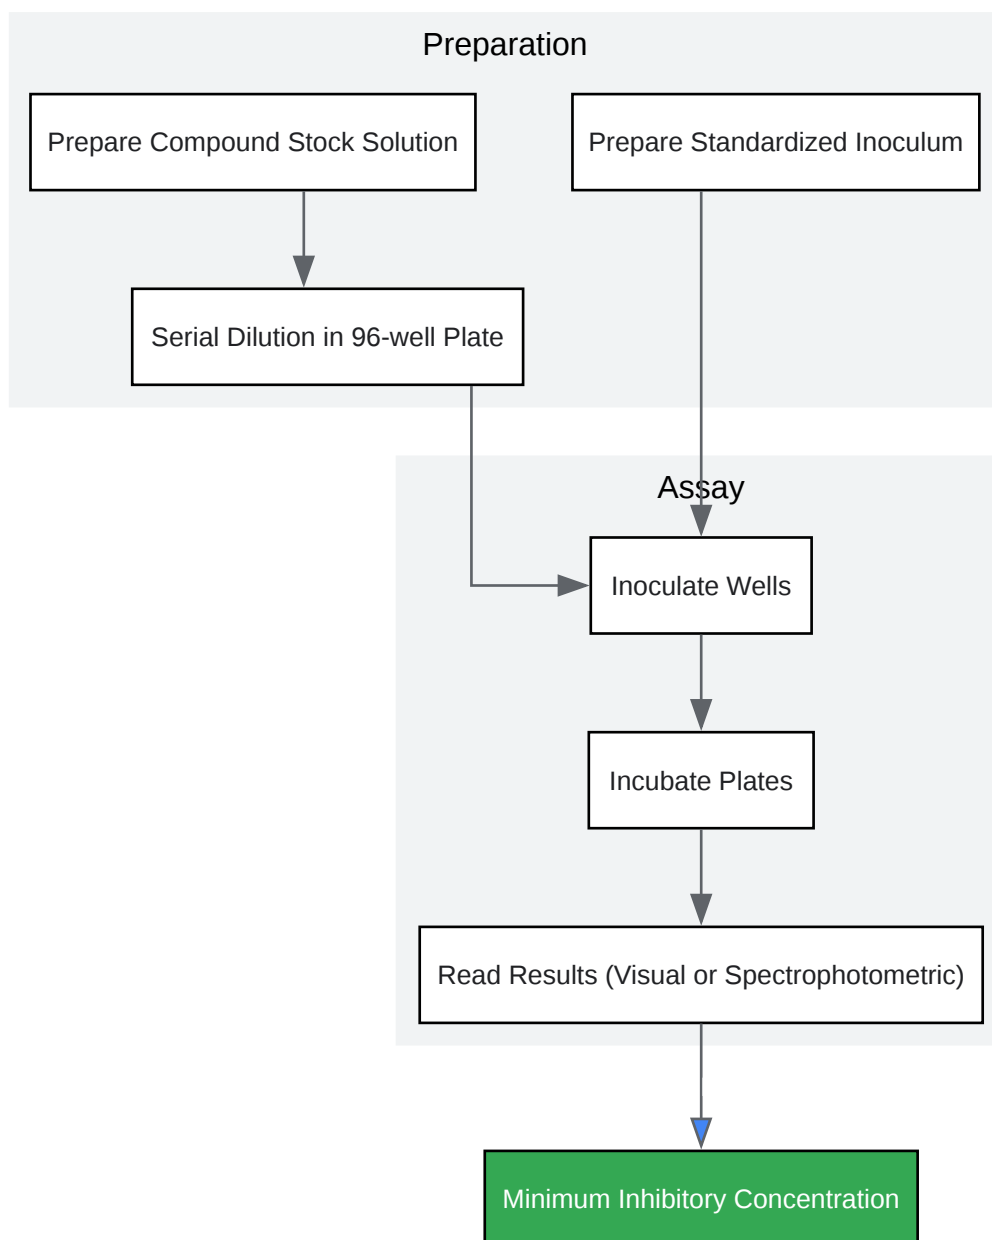 Preparation
Prepare Compound Stock Solution
Prepare Standardized Inoculum
Serial Dilution in 96-well Plate
Assay
Inoculate Wells
Incubate Plates
Read Results (Visual or Spectrophotometric)
Minimum Inhibitory Concentration